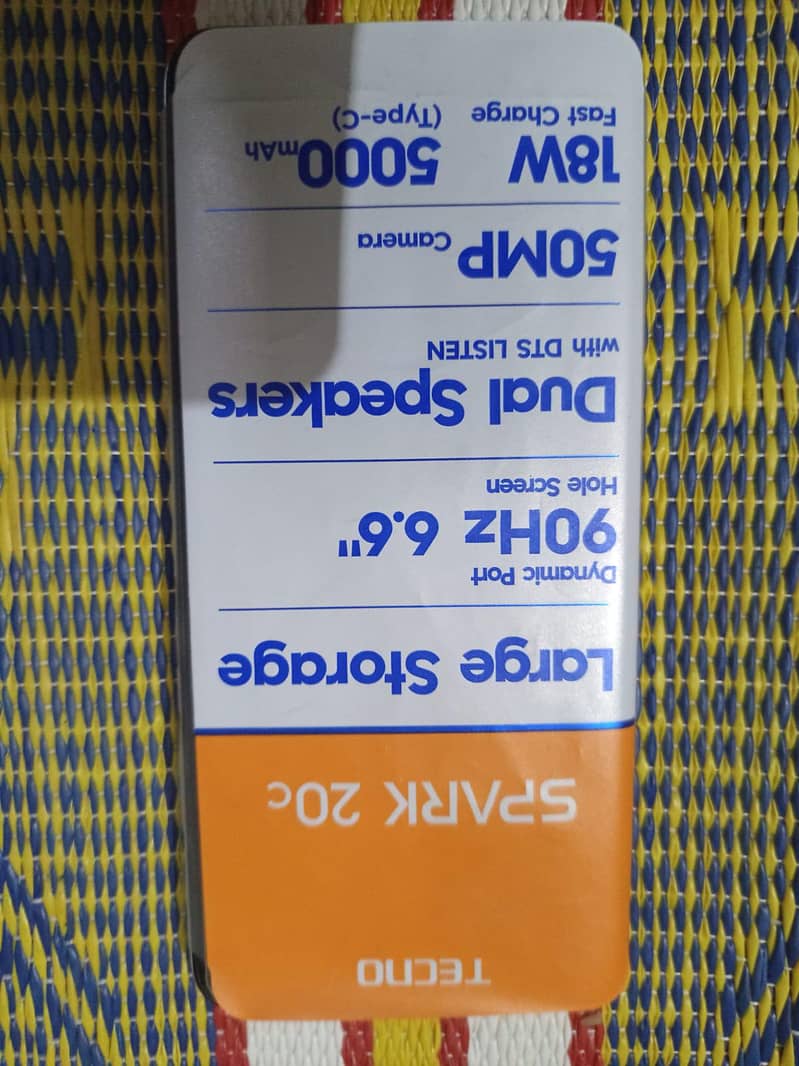 TECNO
SPARK 20c
Large Storage
Dynamic Port
90Hz 6.6"
Hole Screen
Dual Speakers
with DTS LISTEN
50MP Camera
18W 5000mAh
Fast Charge (Type-C)